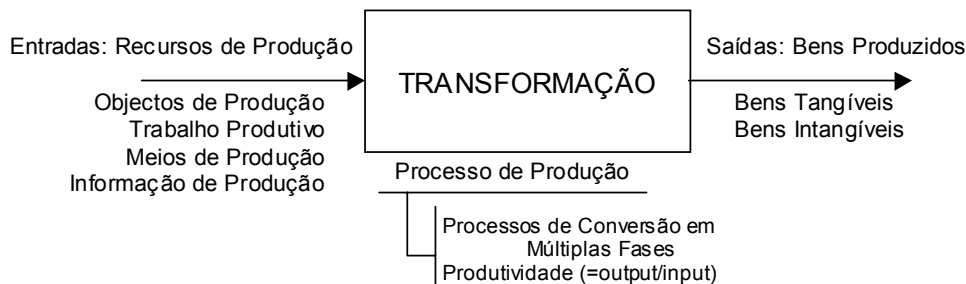 Entradas: Recursos de Produção
Objectos de Produção
Trabalho Produtivo
Meios de Produção
Informação de Produção
TRANSFORMAÇÃO
Processo de Produção
Processos de Conversão em
Múltiplas Fases
Produtividade (=output/input)
Saídas: Bens Produzidos
Bens Tangíveis
Bens Intangíveis